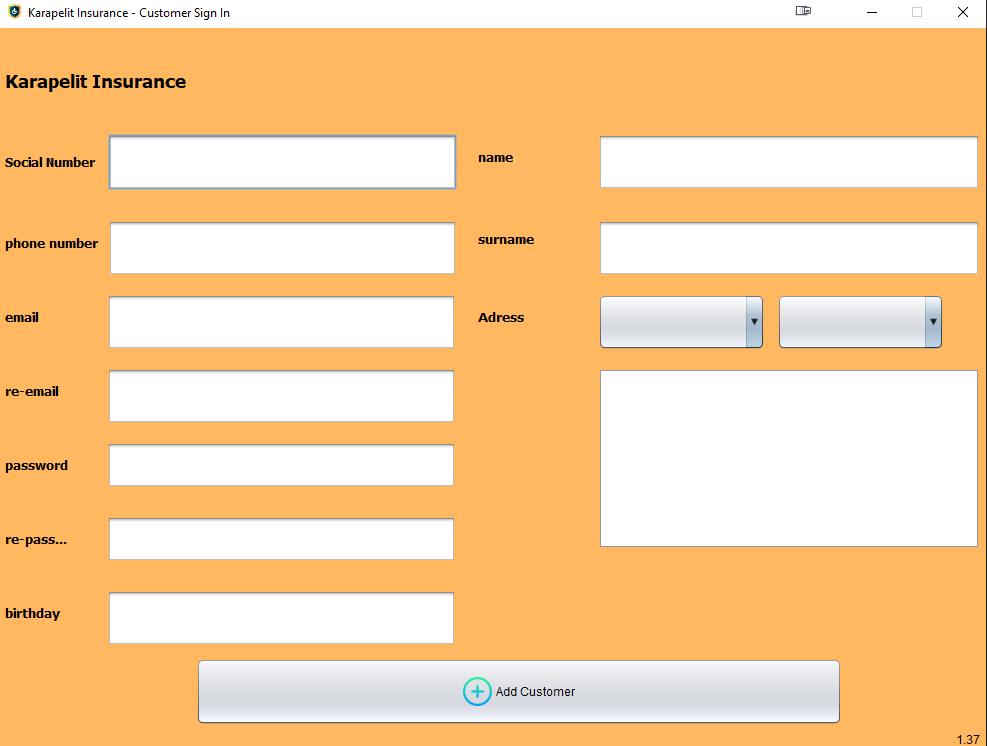 Karapelit Insurance - Customer Sign In
Karapelit Insurance
Social Number
name
phone number
surname
email
Adress
re-email
password
re-pass...
birthday
Add Customer
1.37